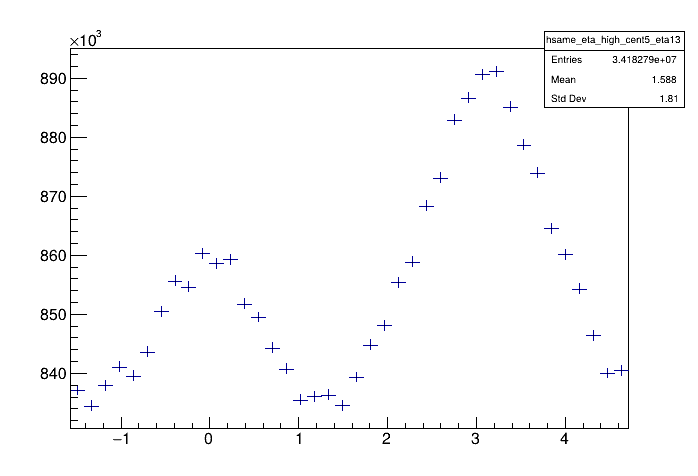 ×10³
hsame_eta_high_cent5_eta13
Entries 3.418279e+07
Mean 1.588
Std Dev 1.81
890
880
870
860
850
840
−1 0 1 2 3 4